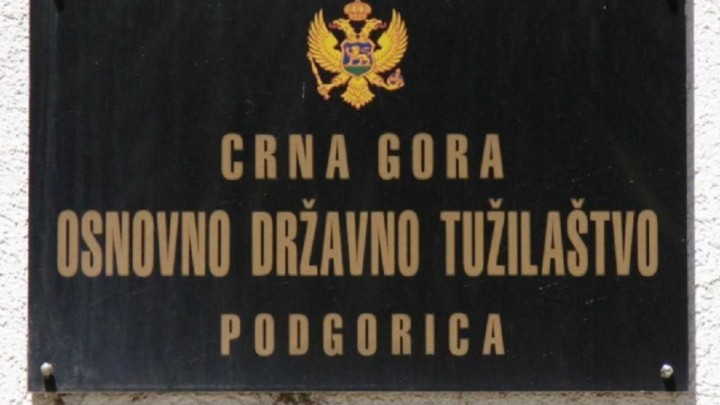 CRNA GORA
OSNOVNO DRŽAVNO TUŽILAŠTVO
PODGORICA